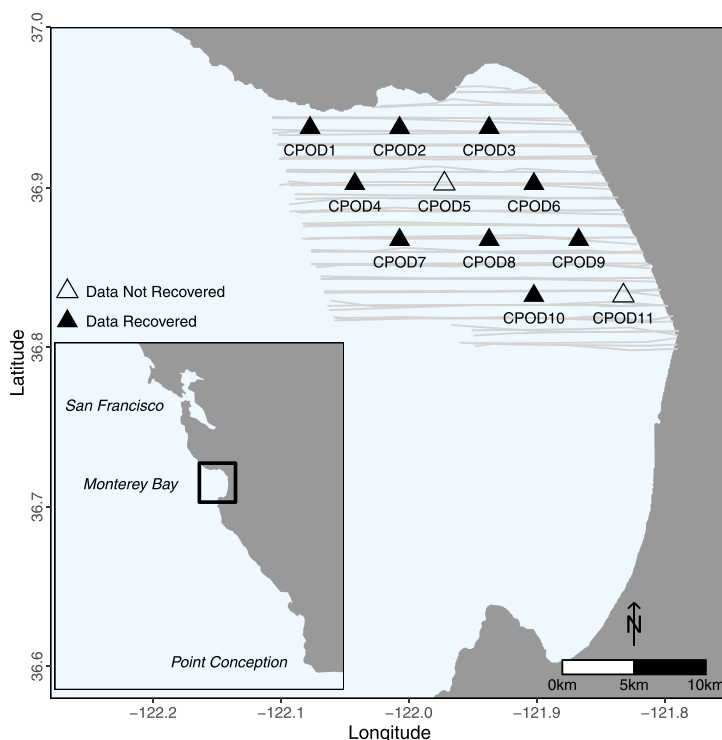 37.0
CPOD1 CPOD2 CPOD3
36.9
CPOD4 CPOD5 CPOD6
CPOD7 CPOD8 CPOD9
Data Not Recovered
CPOD10 CPOD11
Data Recovered
36.8
Latitude
San Francisco
Monterey Bay
36.7
N
Point Conception
36.6
0km 5km 10km
−122.2 −122.1 −122.0 −121.9 −121.8
Longitude